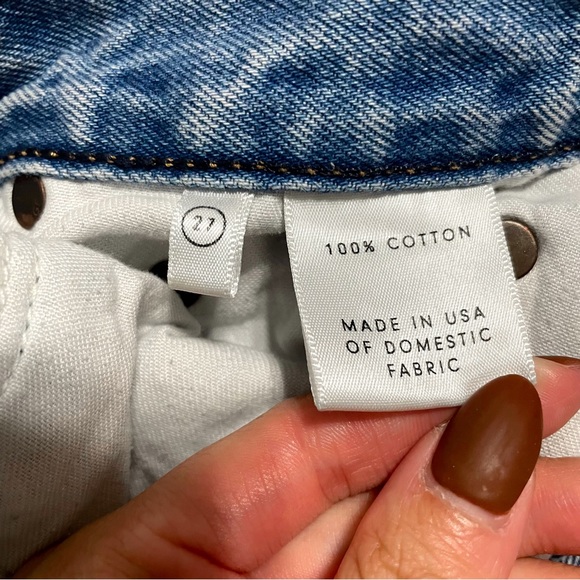 27
100% COTTON
MADE IN USA
OF DOMESTIC
FABRIC